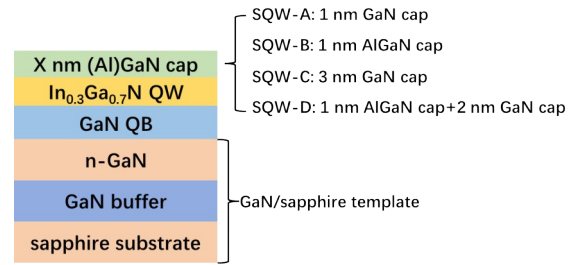 SQW-A: 1 nm GaN cap
SQW-B: 1 nm AlGaN cap
SQW-C: 3 nm GaN cap
SQW-D: 1 nm AlGaN cap+2 nm GaN cap
X nm (Al)GaN cap
In₀.₃Ga₀.₇N QW
GaN QB
n-GaN
GaN buffer
sapphire substrate
GaN/sapphire template